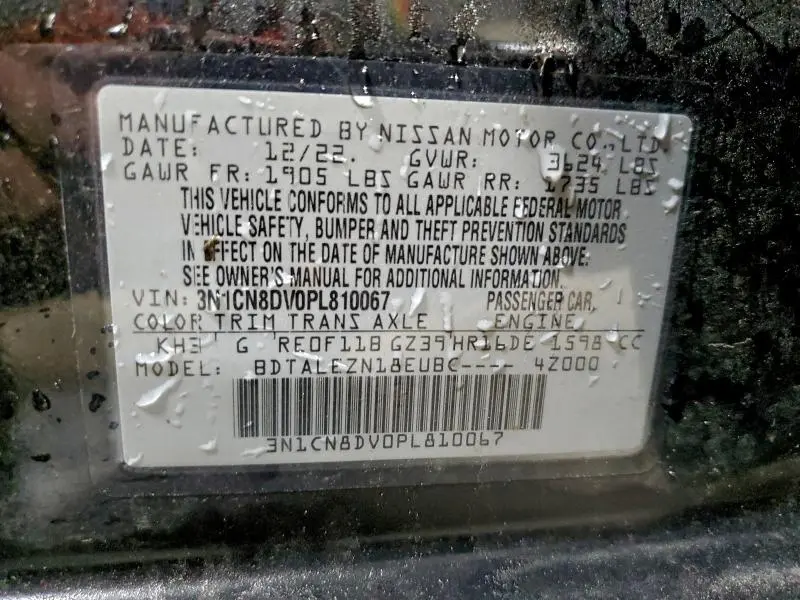 MANUFACTURED BY NISSAN MOTOR CO.,LTD.
DATE: 12/22. GVWR: 3624 LBS
GAWR FR: 1905 LBS GAWR RR: 1735 LBS
THIS VEHICLE CONFORMS TO ALL APPLICABLE FEDERAL MOTOR
VEHICLE SAFETY, BUMPER AND THEFT PREVENTION STANDARDS
IN EFFECT ON THE DATE OF MANUFACTURE SHOWN ABOVE.
SEE OWNER'S MANUAL FOR ADDITIONAL INFORMATION.
VIN: 3N1CN8DV0PL810067 PASSENGER CAR,
COLOR TRIM TRANS AXLE ENGINE
KH3 G RE0F11B GZ39 HR16DE 1598 CC
MODEL: BDTALEZN18EUBC---- 4Z000
3N1CN8DV0PL810067